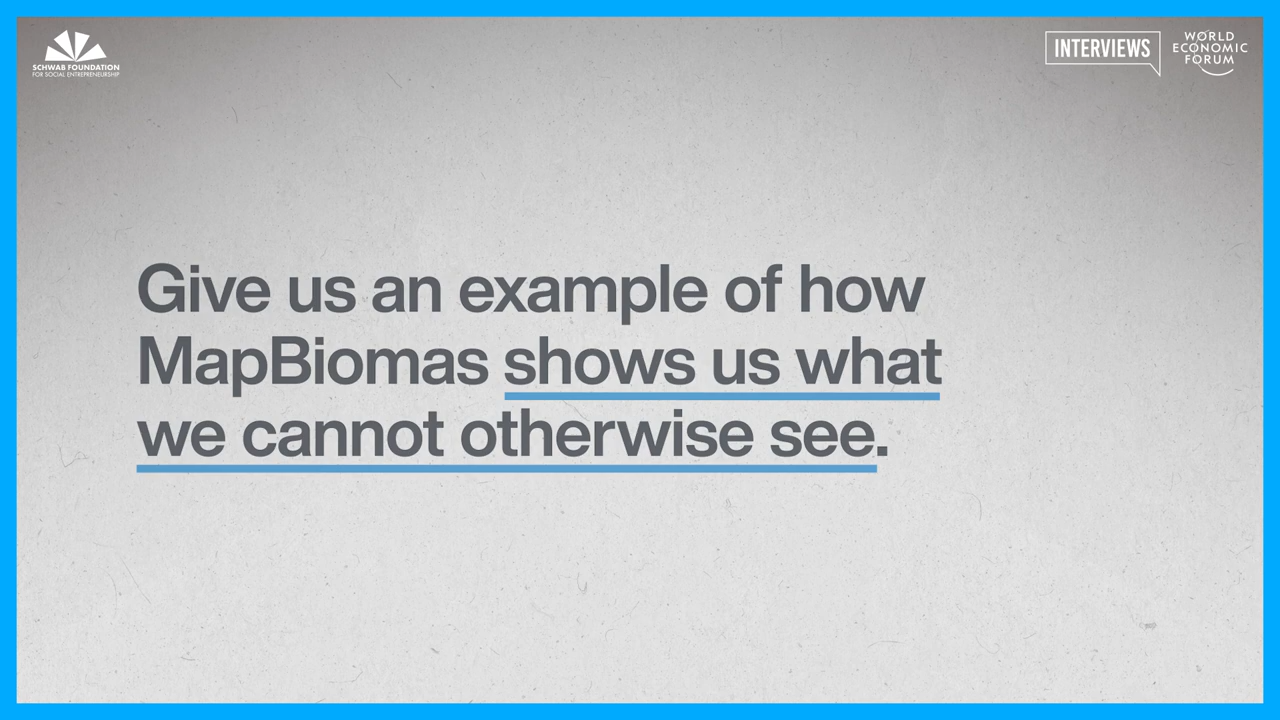 SCHWAB FOUNDATION
FOR SOCIAL ENTREPRENEURSHIP
INTERVIEWS
WORLD
ECONOMIC
FORUM
Give us an example of how
MapBiomas shows us what
we cannot otherwise see.